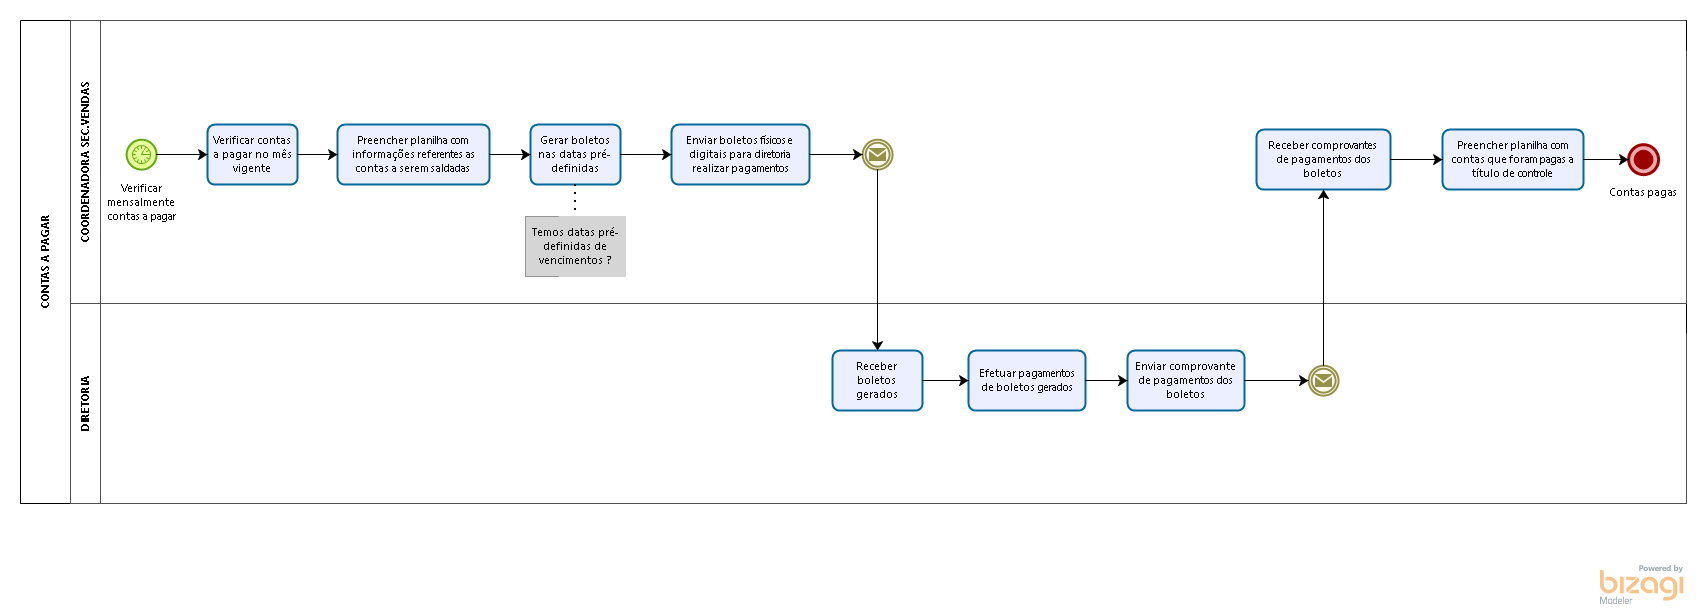 CONTAS A PAGAR
COORDENADORA SEC.VENDAS
Verificar
mensalmente
contas a pagar
Verificar contas
a pagar no mês
vigente
Preencher planilha com
informações referentes as
contas a serem saldadas
Gerar boletos
nas datas pré-
definidas
Temos datas pré-
definidas de
vencimentos ?
Enviar boletos físicos e
digitais para diretoria
realizar pagamentos
Receber comprovantes
de pagamentos dos
boletos
Preencher planilha com
contas que foram pagas a
título de controle
Contas pagas
DIRETORIA
Receber
boletos
gerados
Efetuar pagamentos
de boletos gerados
Enviar comprovante
de pagamentos dos
boletos
Powered by
bizagi
Modeler